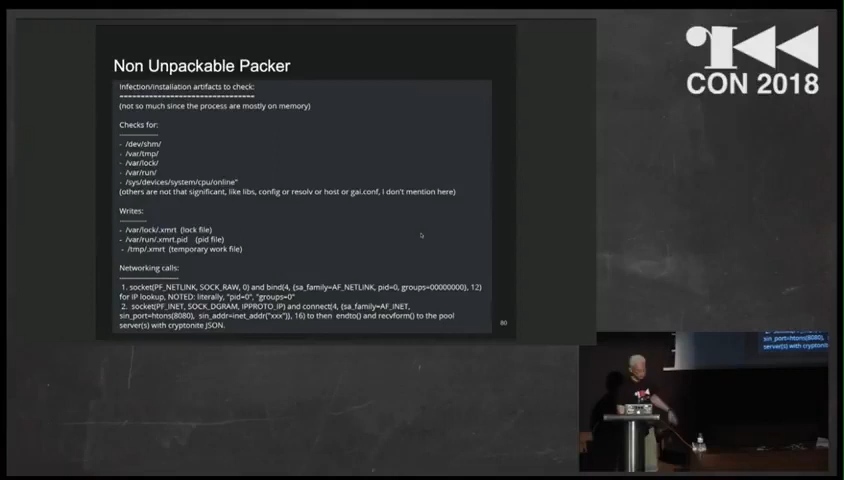 CON 2018
Non Unpackable Packer
Infection/installation artifacts to check:
================================
(not so much since the process are mostly on memory)
Checks for:
----------
- /dev/shm/
- /var/tmp/
- /var/lock/
- /var/run/
- /sys/devices/system/cpu/online"
(others are not that significant, like libs, config or resolv or host or gai.conf, I don't mention here)
Writes:
------
- /var/lock/.xmrt (lock file)
- /var/run/.xmrt.pid (pid file)
- /tmp/.xmrt (temporary work file)
Networking calls:
---------------
1. socket(PF_NETLINK, SOCK_RAW, 0) and bind(4, {sa_family=AF_NETLINK, pid=0, groups=00000000}, 12)
for IP lookup, NOTED: literally, "pid=0", "groups=0"
2. socket(PF_INET, SOCK_DGRAM, IPPROTO_IP) and connect(4, {sa_family=AF_INET,
sin_port=htons(8080), sin_addr=inet_addr("xxx")}, 16) to then endto() and recvform() to the pool
server(s) with cryptonite JSON.
80
sin_port=htons(8080),
server(s) with cryptonite